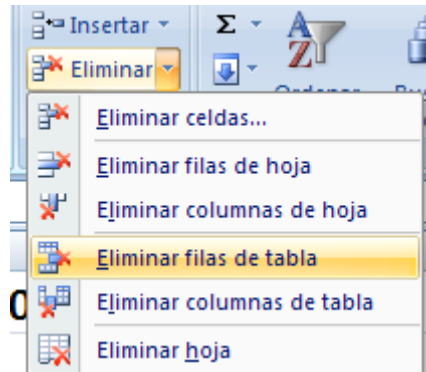 Insertar Σ A
Z
Eliminar
Ordenar
Eliminar celdas...
Eliminar filas de hoja
Eliminar columnas de hoja
Eliminar filas de tabla
Eliminar columnas de tabla
Eliminar hoja